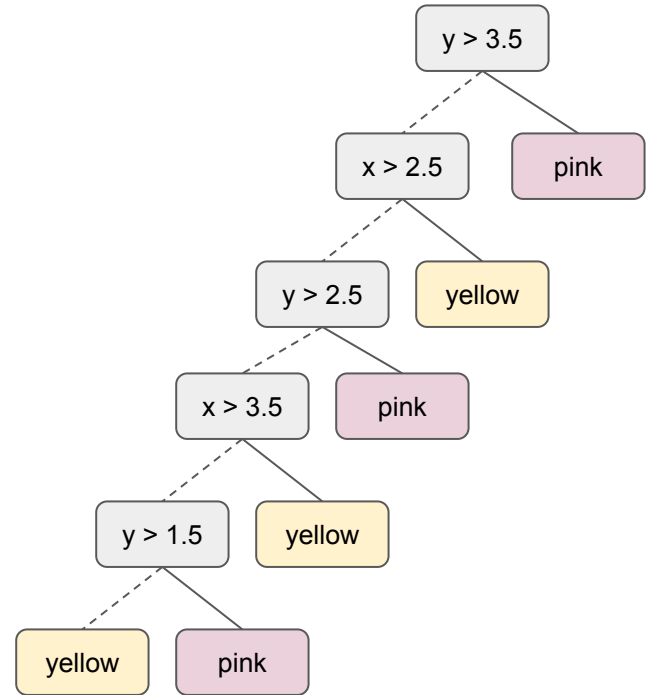 y > 3.5
x > 2.5
pink
y > 2.5
yellow
x > 3.5
pink
y > 1.5
yellow
yellow
pink